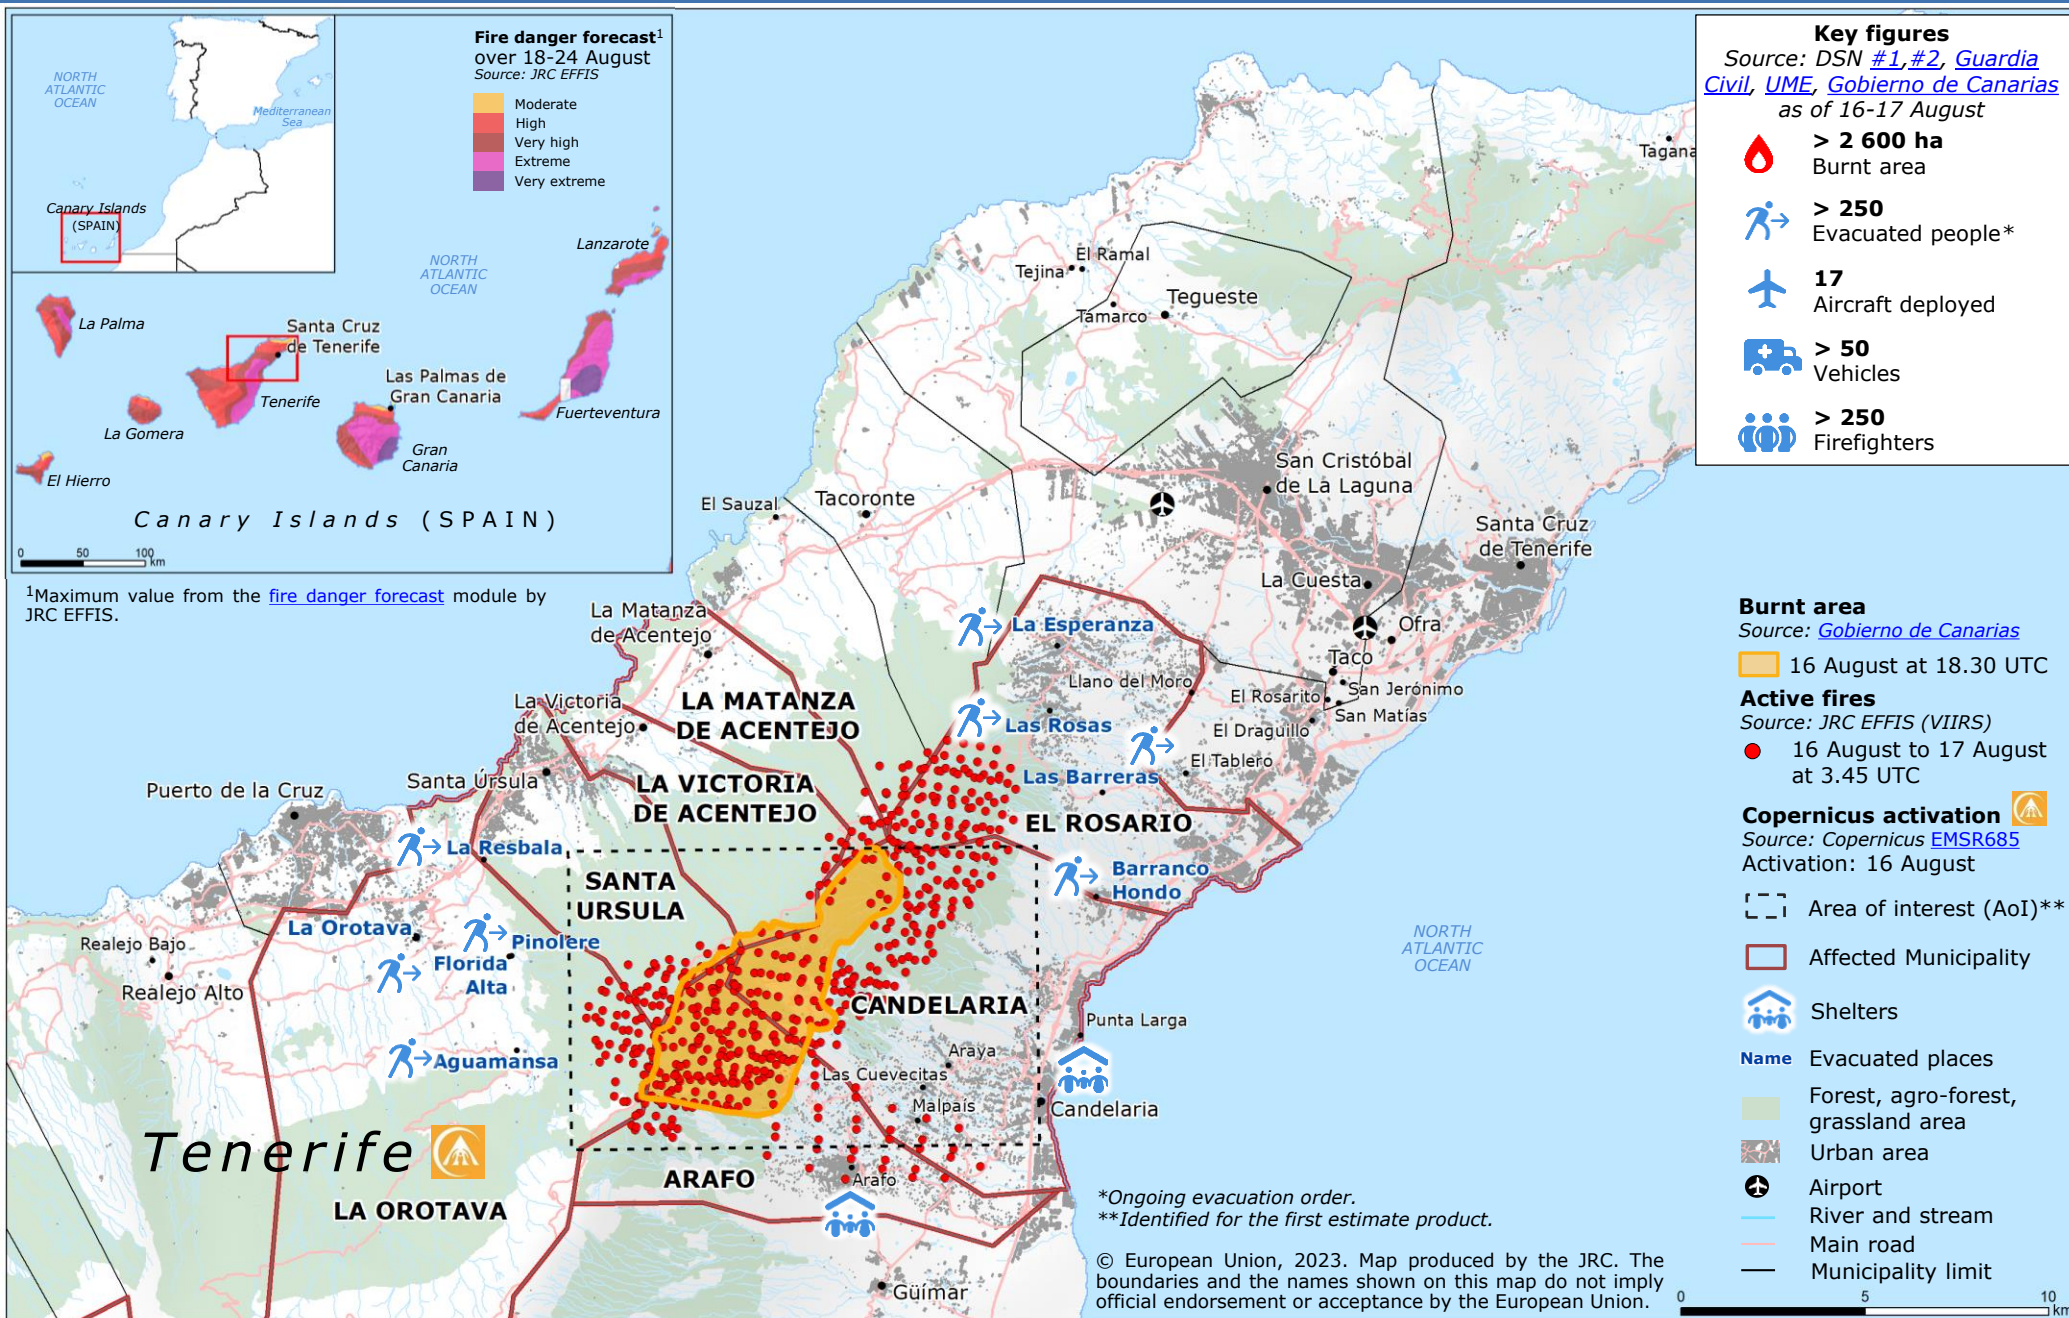 NORTH
ATLANTIC
OCEAN
Mediterranean
Sea
Canary Islands
(SPAIN)
Fire danger forecast1
over 18-24 August
Source: JRC EFFIS
Moderate
High
Very high
Extreme
Very extreme
NORTH
ATLANTIC
OCEAN
Lanzarote
La Palma
Santa Cruz
de Tenerife
Tenerife
Las Palmas de
Gran Canaria
Fuerteventura
La Gomera
Gran
Canaria
El Hierro
Canary Islands (SPAIN)
0 50 100
km
1Maximum value from the fire danger forecast module by
JRC EFFIS.
Key figures
Source: DSN #1,#2, Guardia
Civil, UME, Gobierno de Canarias
as of 16-17 August
> 2 600 ha
Burnt area
> 250
Evacuated people*
17
Aircraft deployed
> 50
Vehicles
> 250
Firefighters
Tagana
El Ramal
Tejina
Tegueste
Támarco
San Cristóbal
de La Laguna
El Sauzal
Tacoronte
Santa Cruz
de Tenerife
La Cuesta
Ofra
Taco
La Matanza
de Acentejo
La Esperanza
Llano del Moro
El Rosarito
San Jerónimo
San Matías
La Victoria
de Acentejo
LA MATANZA
DE ACENTEJO
Las Rosas
El Draguillo
El Tablero
Las Barreras
Puerto de la Cruz
Santa Úrsula
LA VICTORIA
DE ACENTEJO
EL ROSARIO
La Resbala
SANTA
URSULA
Barranco
Hondo
La Orotava
Pinolere
Realejo Bajo
Florida
Alta
Realejo Alto
NORTH
ATLANTIC
OCEAN
CANDELARIA
Punta Larga
Aguamansa
Araya
Las Cuevecitas
Malpaís
Candelaria
Tenerife
ARAFO
Arafo
LA OROTAVA
Güímar
*Ongoing evacuation order.
**Identified for the first estimate product.
© European Union, 2023. Map produced by the JRC. The
boundaries and the names shown on this map do not imply
official endorsement or acceptance by the European Union.
Burnt area
Source: Gobierno de Canarias
16 August at 18.30 UTC
Active fires
Source: JRC EFFIS (VIIRS)
16 August to 17 August
at 3.45 UTC
Copernicus activation
Source: Copernicus EMSR685
Activation: 16 August
Area of interest (AoI)**
Affected Municipality
Shelters
Name Evacuated places
Forest, agro-forest,
grassland area
Urban area
Airport
River and stream
Main road
Municipality limit
0 5 10
km